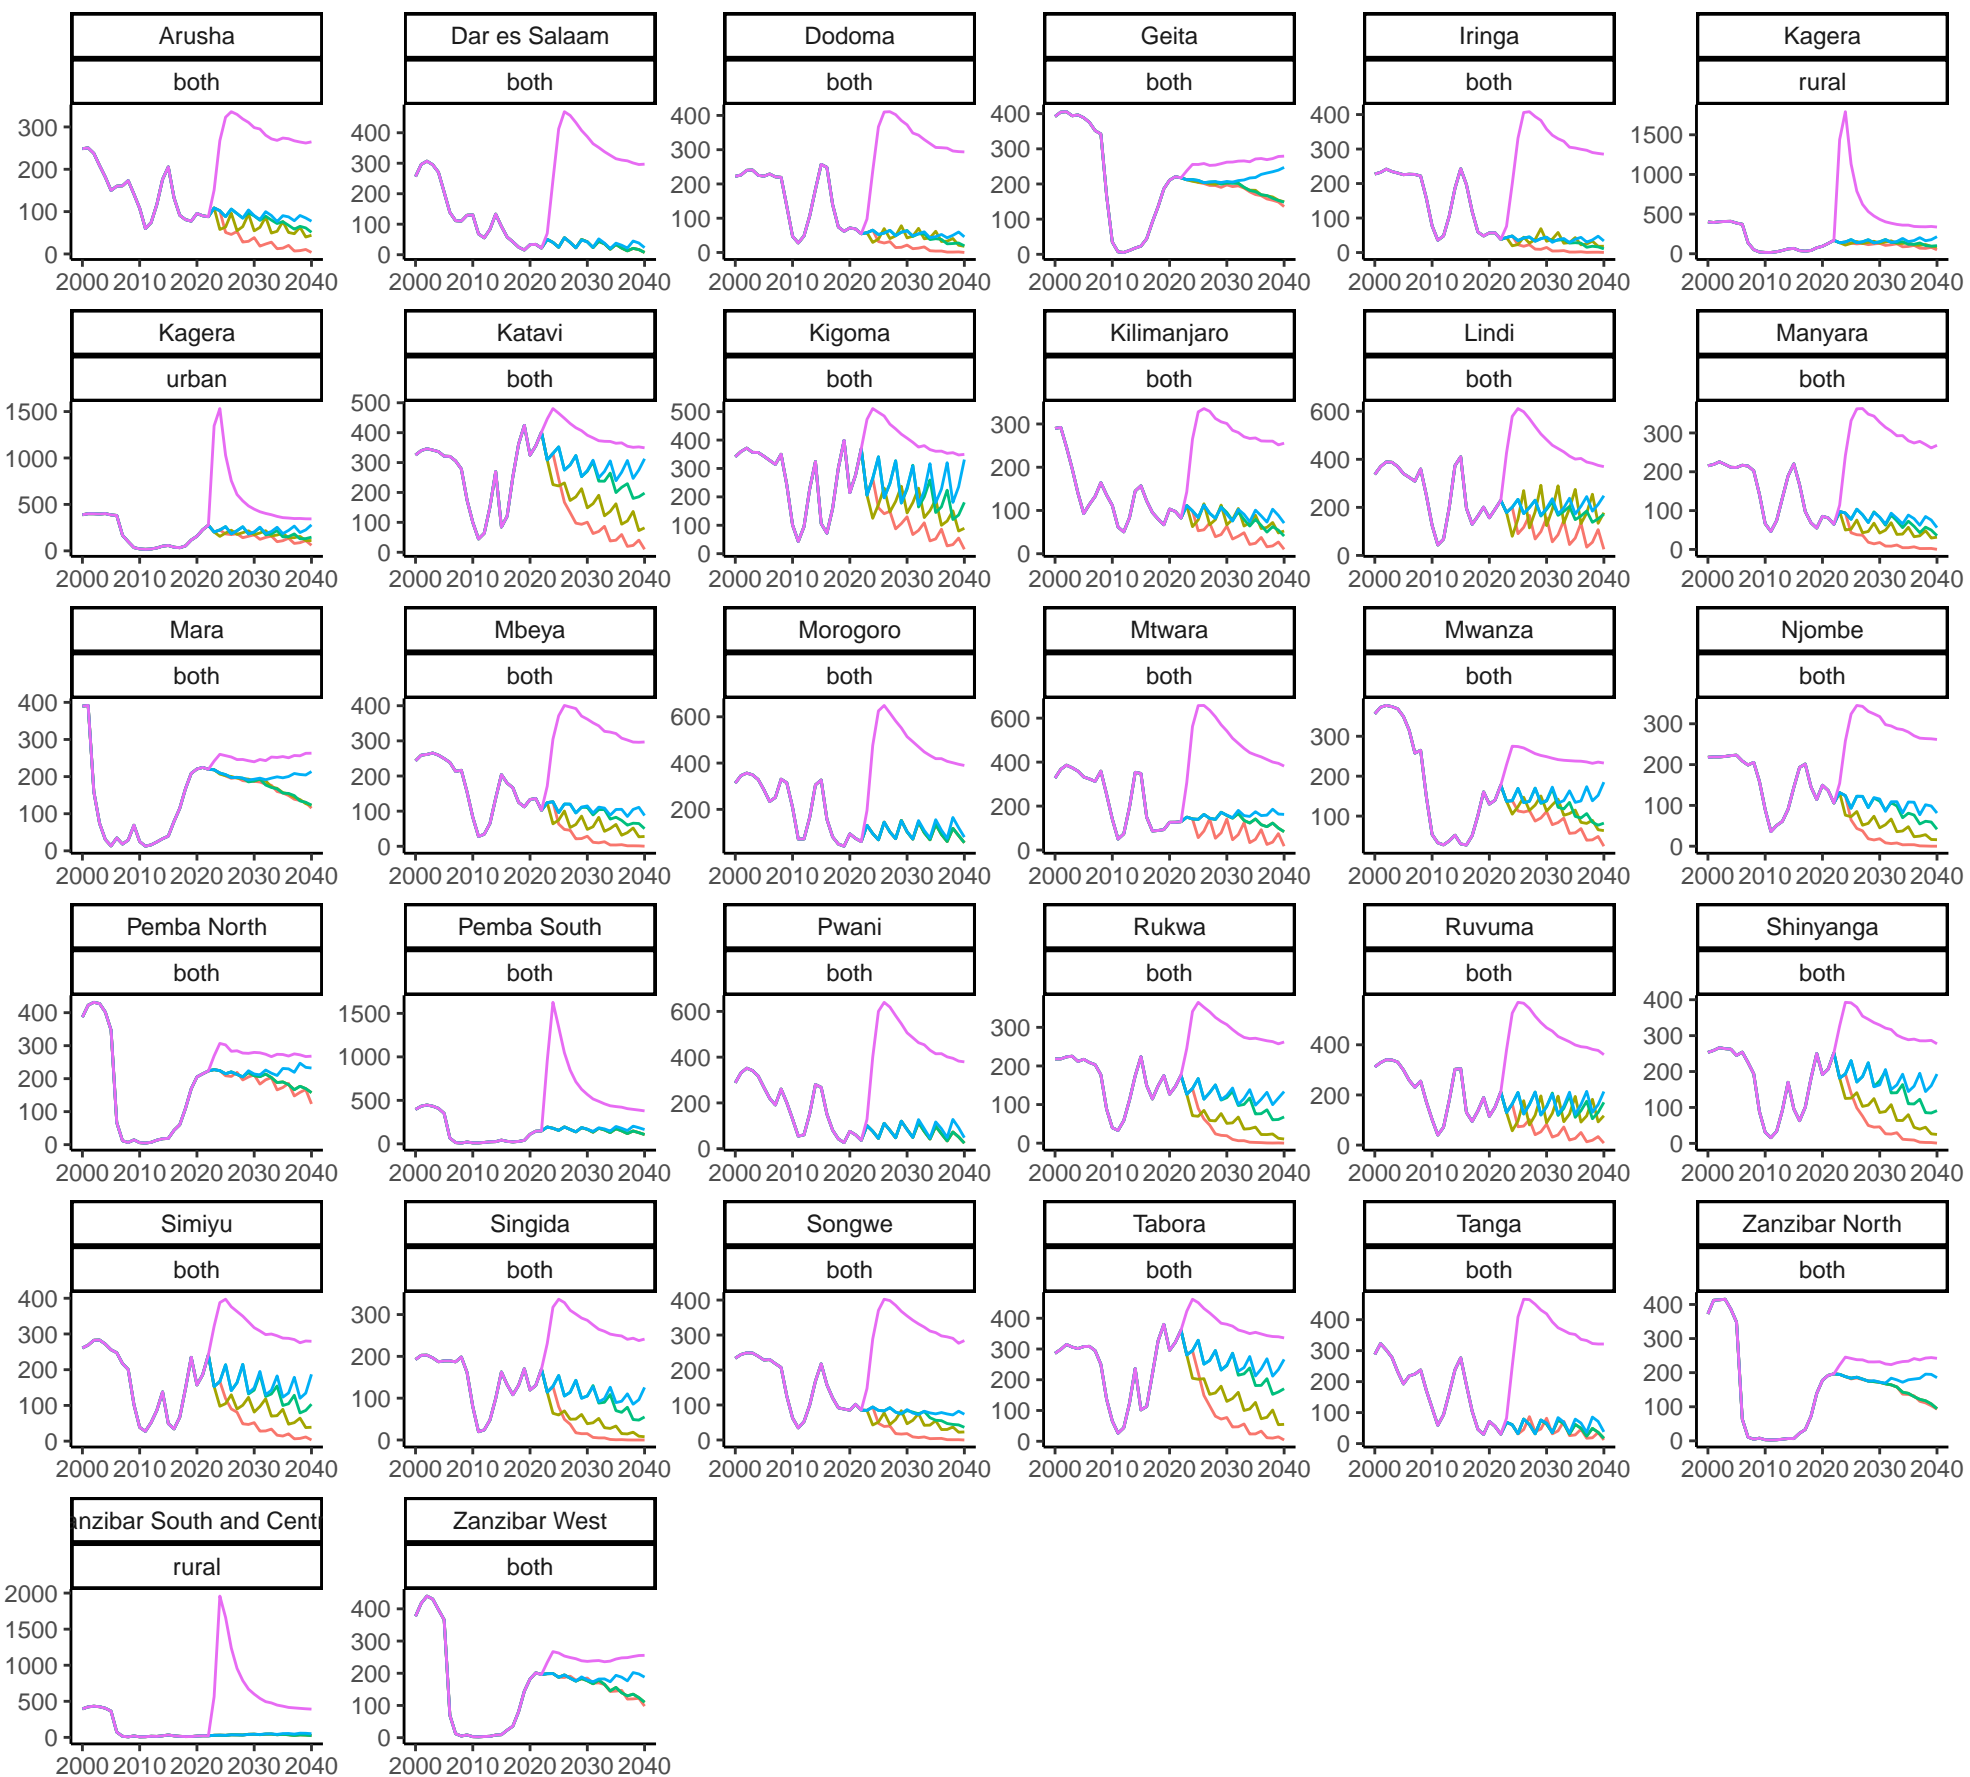 Arusha Dar es Salaam Dodoma Geita Iringa Kagera
both both both both both rural
300 200 100 0
400 300 200 100 0
400 300 200 100 0
400 300 200 100 0
400 300 200 100 0
1500 1000 500 0
2000 2010 2020 2030 2040 2000 2010 2020 2030 2040 2000 2010 2020 2030 2040 2000 2010 2020 2030 2040 2000 2010 2020 2030 2040 2000 2010 2020 2030 2040
Kagera Katavi Kigoma Kilimanjaro Lindi Manyara
urban both both both both both
1500 1000 500 0
500 400 300 200 100 0
500 400 300 200 100 0
300 200 100 0
600 400 200 0
300 200 100 0
2000 2010 2020 2030 2040 2000 2010 2020 2030 2040 2000 2010 2020 2030 2040 2000 2010 2020 2030 2040 2000 2010 2020 2030 2040 2000 2010 2020 2030 2040
Mara Mbeya Morogoro Mtwara Mwanza Njombe
both both both both both both
400 300 200 100 0
400 300 200 100 0
600 400 200
600 400 200 0
300 200 100
300 200 100 0
2000 2010 2020 2030 2040 2000 2010 2020 2030 2040 2000 2010 2020 2030 2040 2000 2010 2020 2030 2040 2000 2010 2020 2030 2040 2000 2010 2020 2030 2040
Pemba North Pemba South Pwani Rukwa Ruvuma Shinyanga
both both both both both both
400 300 200 100 0
1500 1000 500 0
600 400 200 0
300 200 100 0
400 200 0
400 300 200 100 0
2000 2010 2020 2030 2040 2000 2010 2020 2030 2040 2000 2010 2020 2030 2040 2000 2010 2020 2030 2040 2000 2010 2020 2030 2040 2000 2010 2020 2030 2040
Simiyu Singida Songwe Tabora Tanga Zanzibar North
both both both both both both
400 300 200 100 0
300 200 100 0
400 300 200 100 0
400 300 200 100 0
400 300 200 100 0
400 300 200 100 0
2000 2010 2020 2030 2040 2000 2010 2020 2030 2040 2000 2010 2020 2030 2040 2000 2010 2020 2030 2040 2000 2010 2020 2030 2040 2000 2010 2020 2030 2040
anzibar South and Centr Zanzibar West
rural both
2000 1500 1000 500 0
400 300 200 100 0
2000 2010 2020 2030 2040 2000 2010 2020 2030 2040